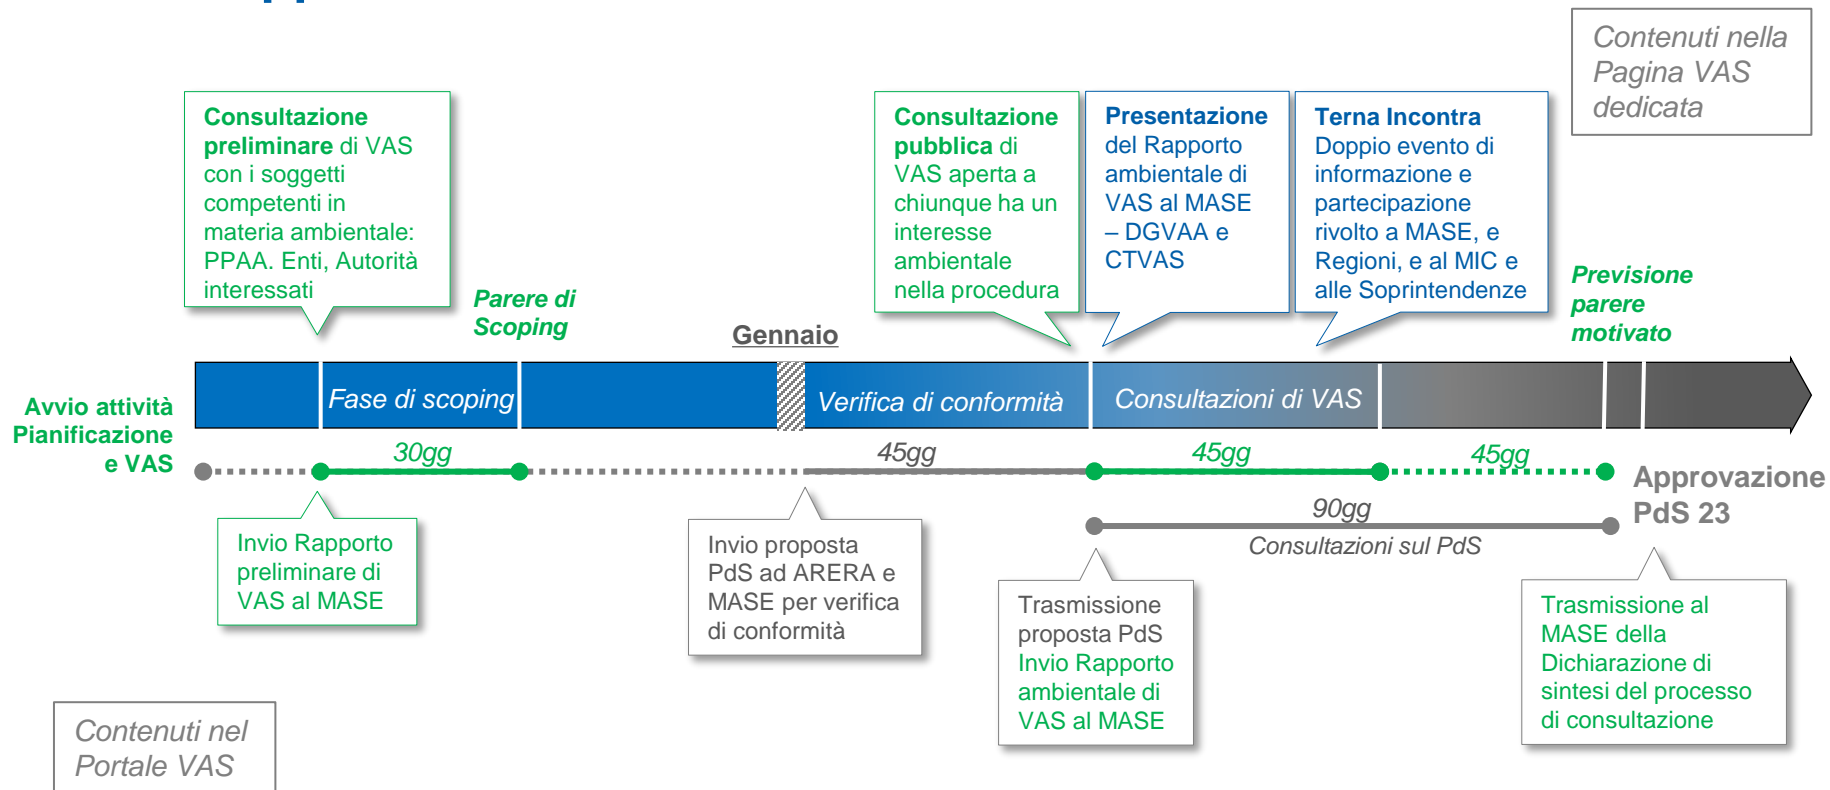 Contenuti nella
Pagina VAS
dedicata
Consultazione
preliminare di VAS
con i soggetti
competenti in
materia ambientale:
PPAA. Enti, Autorità
interessati
Consultazione
pubblica di
VAS aperta a
chiunque ha un
interesse
ambientale
nella procedura
Presentazione
del Rapporto
ambientale di
VAS al MASE
– DGVAA e
CTVAS
Terna Incontra
Doppio evento di
informazione e
partecipazione
rivolto a MASE, e
Regioni, e al MIC e
alle Soprintendenze
Parere di
Scoping
Gennaio
Previsione
parere
motivato
Avvio attività
Pianificazione
e VAS
Fase di scoping
Verifica di conformità
Consultazioni di VAS
30gg
45gg
45gg
45gg
Approvazione
PdS 23
90gg
Consultazioni sul PdS
Invio Rapporto
preliminare di
VAS al MASE
Invio proposta
PdS ad ARERA e
MASE per verifica
di conformità
Trasmissione
proposta PdS
Invio Rapporto
ambientale di
VAS al MASE
Trasmissione al
MASE della
Dichiarazione di
sintesi del processo
di consultazione
Contenuti nel
Portale VAS